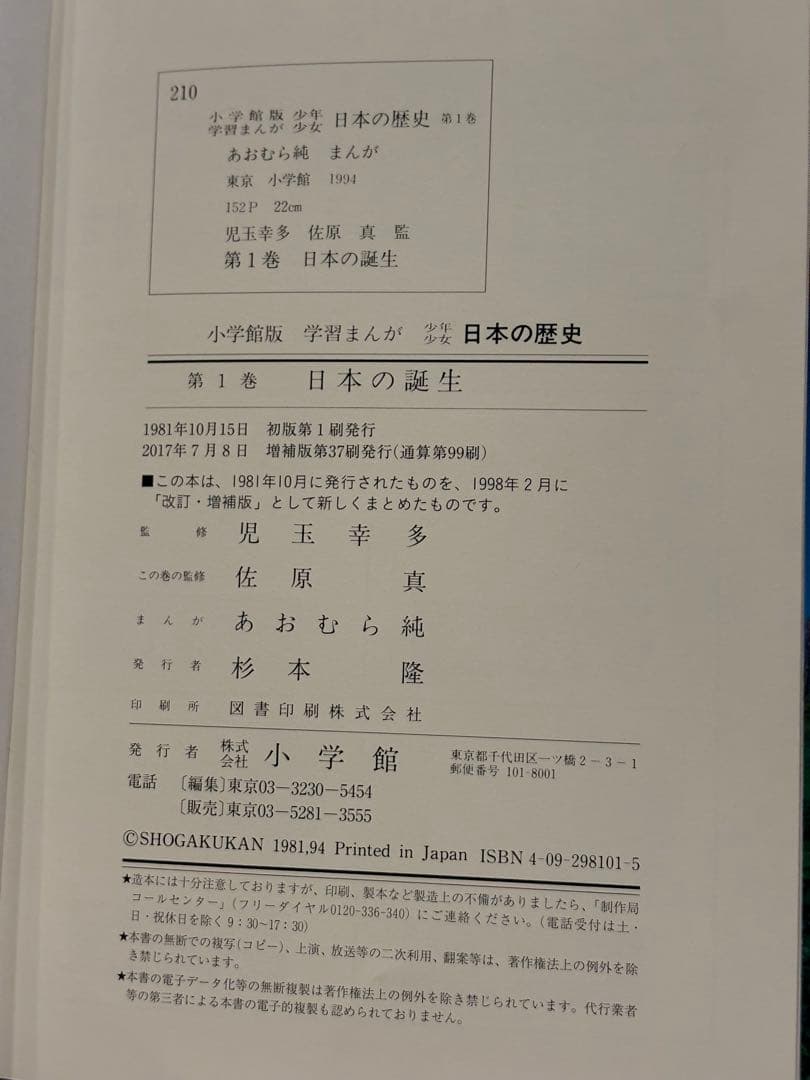 210
小学館版 少年
学習まんが 少女 日本の歴史 第1巻
あおむら純 まんが
東京 小学館 1994
152P 22cm
児玉幸多 佐原 真 監
第1巻 日本の誕生
小学館版 学習まんが 少年少女 日本の歴史
第1巻 日本の誕生
1981年10月15日 初版第1刷発行
2017年7月8日 増補版第37刷発行(通算第99刷)
■この本は、1981年10月に発行されたものを、1998年2月に
「改訂・増補版」として新しくまとめたものです。
監修 児玉幸多
この巻の監修 佐原 真
まんが あおむら純
発行者 杉本 隆
印刷所 図書印刷株式会社
発行者 株式会社 小学館 東京都千代田区一ツ橋2-3-1
郵便番号 101-8001
電話 〔編集〕東京03-3230-5454
〔販売〕東京03-5281-3555
©SHOGAKUKAN 1981,94 Printed in Japan ISBN 4-09-298101-5
★造本には十分注意しておりますが、印刷、製本など製造上の不備がありましたら、「制作局
コールセンター」(フリーダイヤル0120-336-340)にご連絡ください。(電話受付は土・
日・祝休日を除く9:30~17:30)
★本書の無断での複写(コピー)、上演、放送等の二次利用、翻案等は、著作権法上の例外を除
き禁じられています。
★本書の電子データ化等の無断複製は著作権法上の例外を除き禁じられています。代行業者
等の第三者による本書の電子的複製も認められておりません。